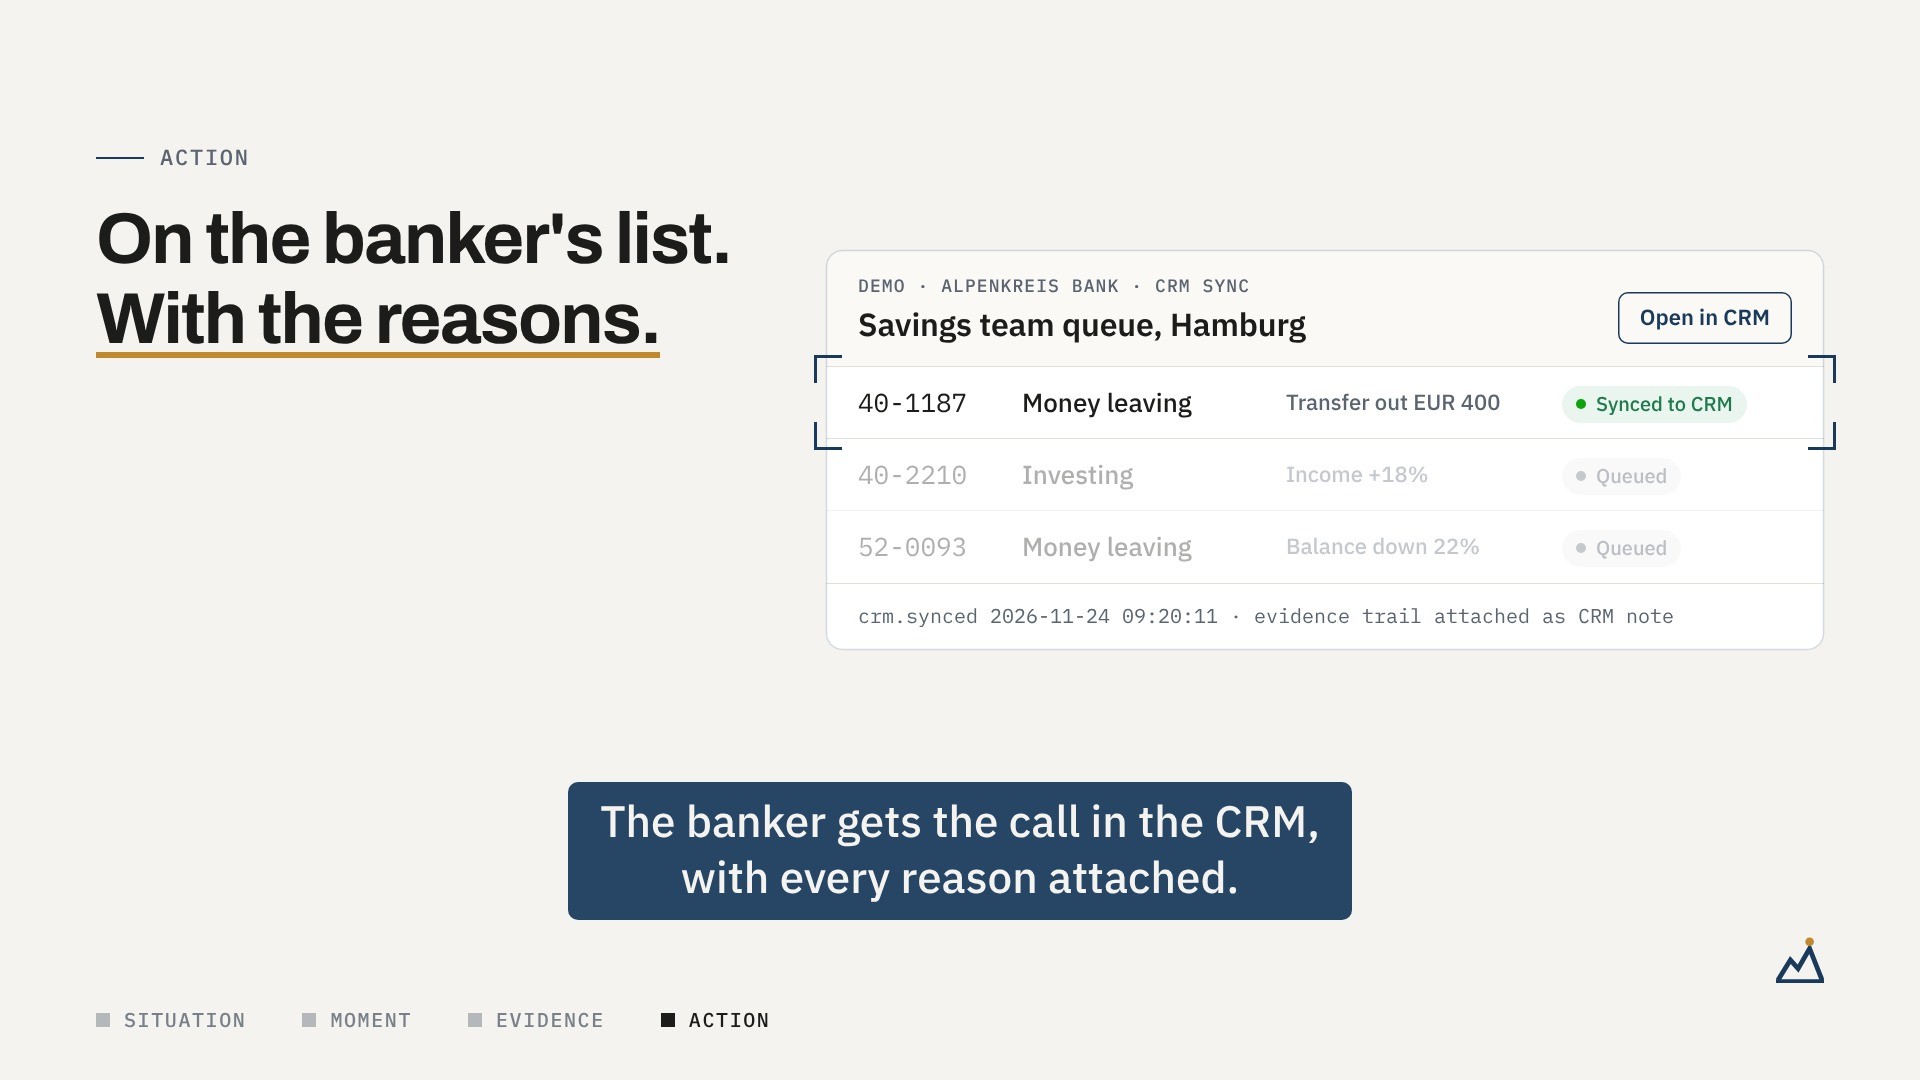 ACTION
On the banker's list.
With the reasons.
DEMO · ALPENKREIS BANK · CRM SYNC
Savings team queue, Hamburg
Open in CRM
40-1187 Money leaving Transfer out EUR 400 Synced to CRM
40-2210 Investing Income +18% Queued
52-0093 Money leaving Balance down 22% Queued
crm.synced 2026-11-24 09:20:11 · evidence trail attached as CRM note
The banker gets the call in the CRM,
with every reason attached.
SITUATION MOMENT EVIDENCE ACTION